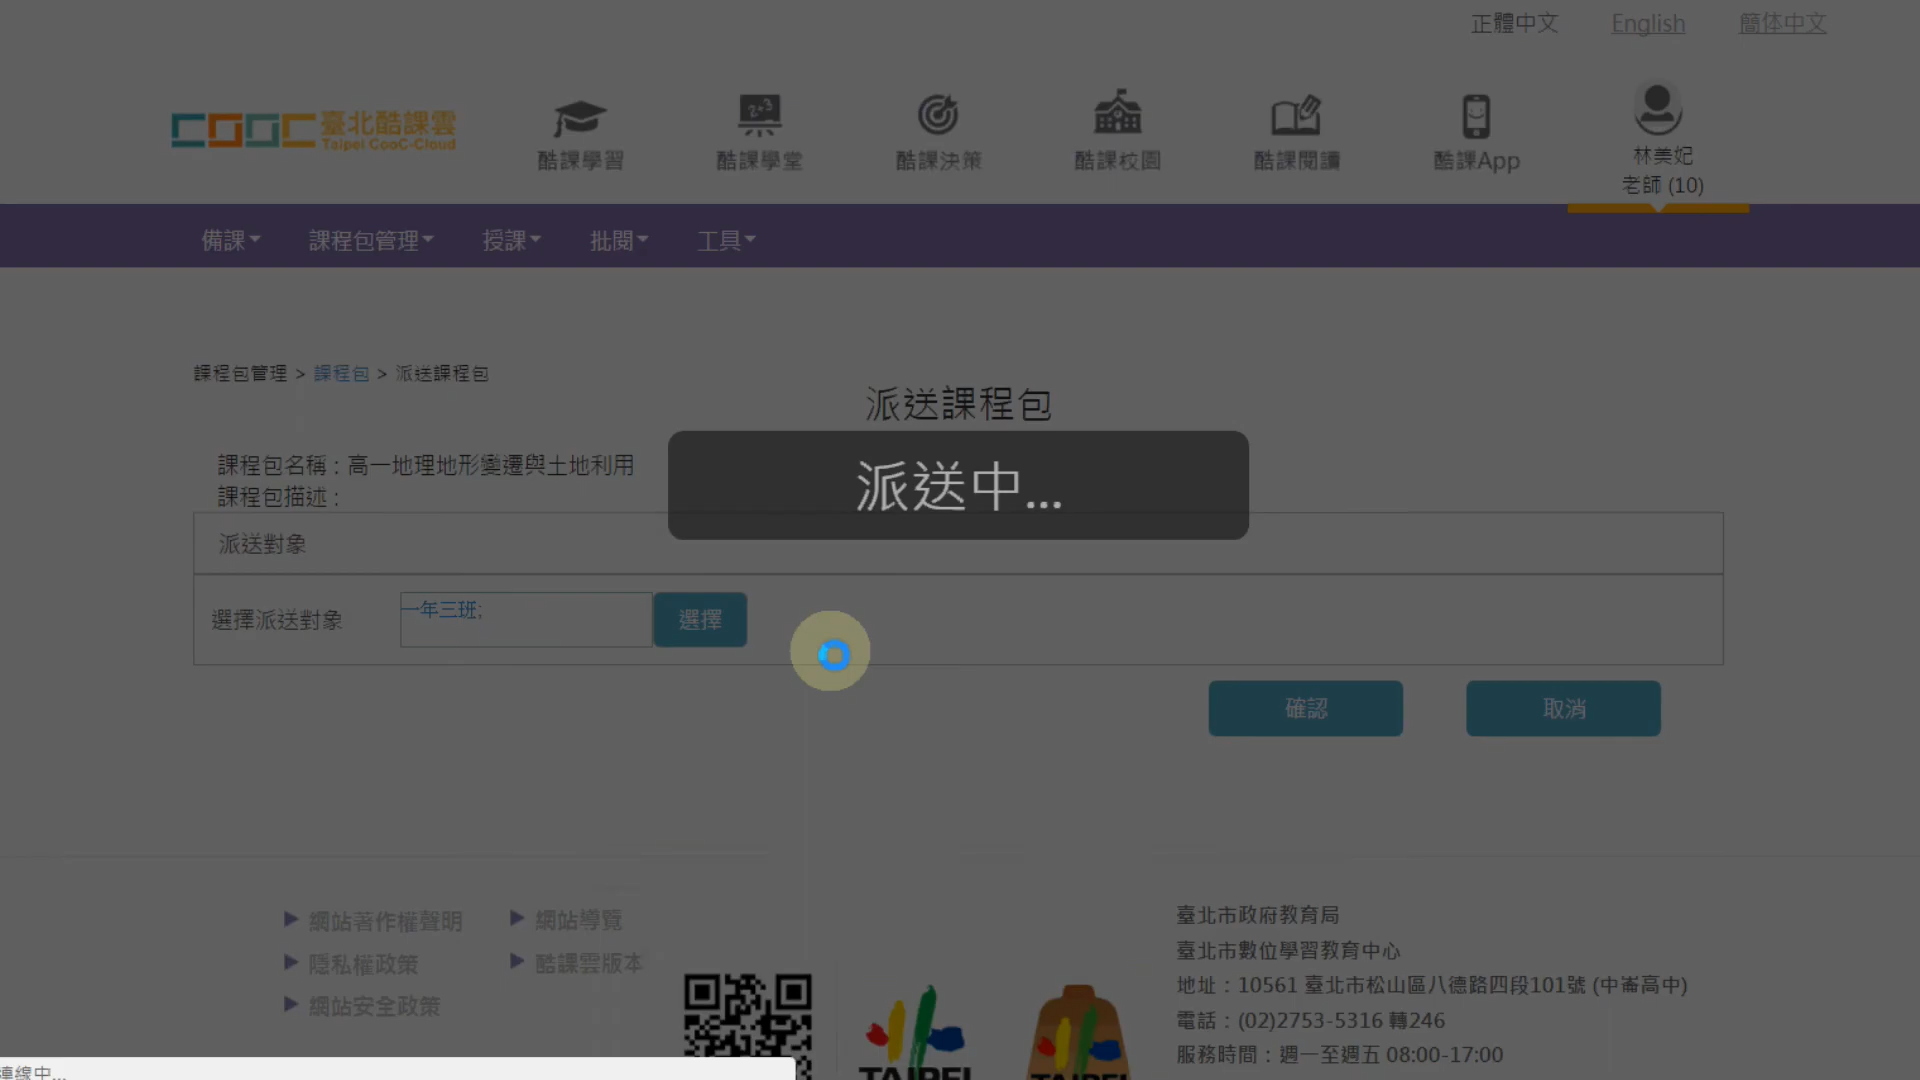 正體中文 English 簡体中文
臺北酷課雲
Taipei CooC-Cloud
酷課學習 酷課學堂 酷課決策 酷課校園 酷課閱讀 酷課App
林美妃
老師 (10)
備課 課程包管理 授課 批閱 工具
課程包管理 > 課程包 > 派送課程包
派送課程包
課程包名稱：高一地理地形變遷與土地利用
課程包描述：
派送中...
派送對象
選擇派送對象 一年三班; 選擇
確認 取消
網站著作權聲明 網站導覽
隱私權政策 酷課雲版本
網站安全政策
臺北市政府教育局
臺北市數位學習教育中心
地址：10561 臺北市松山區八德路四段101號 (中崙高中)
電話：(02)2753-5316 轉246
服務時間：週一至週五 08:00-17:00
TAIPEI TAIPEI
連線中...